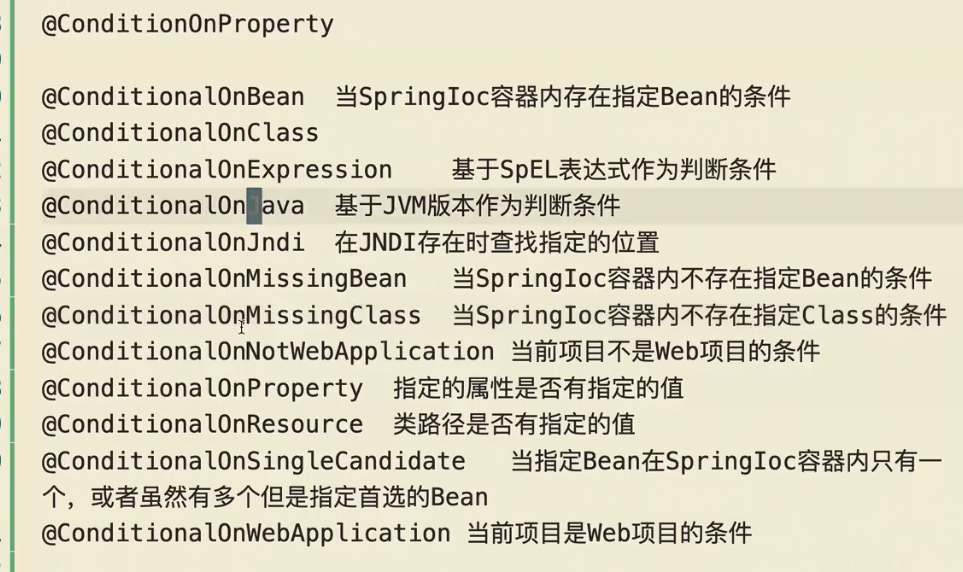 @ConditionOnProperty
@ConditionalOnBean 当SpringIoc容器内存在指定Bean的条件
@ConditionalOnClass
@ConditionalOnExpression 基于SpEL表达式作为判断条件
@ConditionalOnJava 基于JVM版本作为判断条件
@ConditionalOnJndi 在JNDI存在时查找指定的位置
@ConditionalOnMissingBean 当SpringIoc容器内不存在指定Bean的条件
@ConditionalOnMissingClass 当SpringIoc容器内不存在指定Class的条件
@ConditionalOnNotWebApplication 当前项目不是Web项目的条件
@ConditionalOnProperty 指定的属性是否有指定的值
@ConditionalOnResource 类路径是否有指定的值
@ConditionalOnSingleCandidate 当指定Bean在SpringIoc容器内只有一
个，或者虽然有多个但是指定首选的Bean
@ConditionalOnWebApplication 当前项目是Web项目的条件